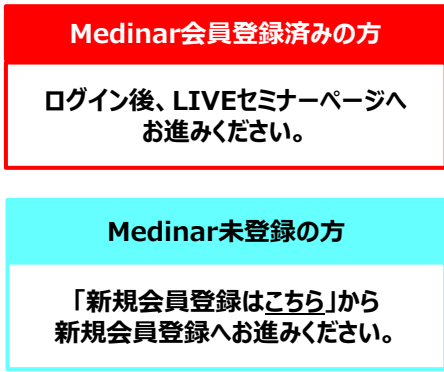 Medinar会員登録済みの方
ログイン後、LIVEセミナーページへ
お進みください。
Medinar未登録の方
「新規会員登録はこちら」から
新規会員登録へお進みください。